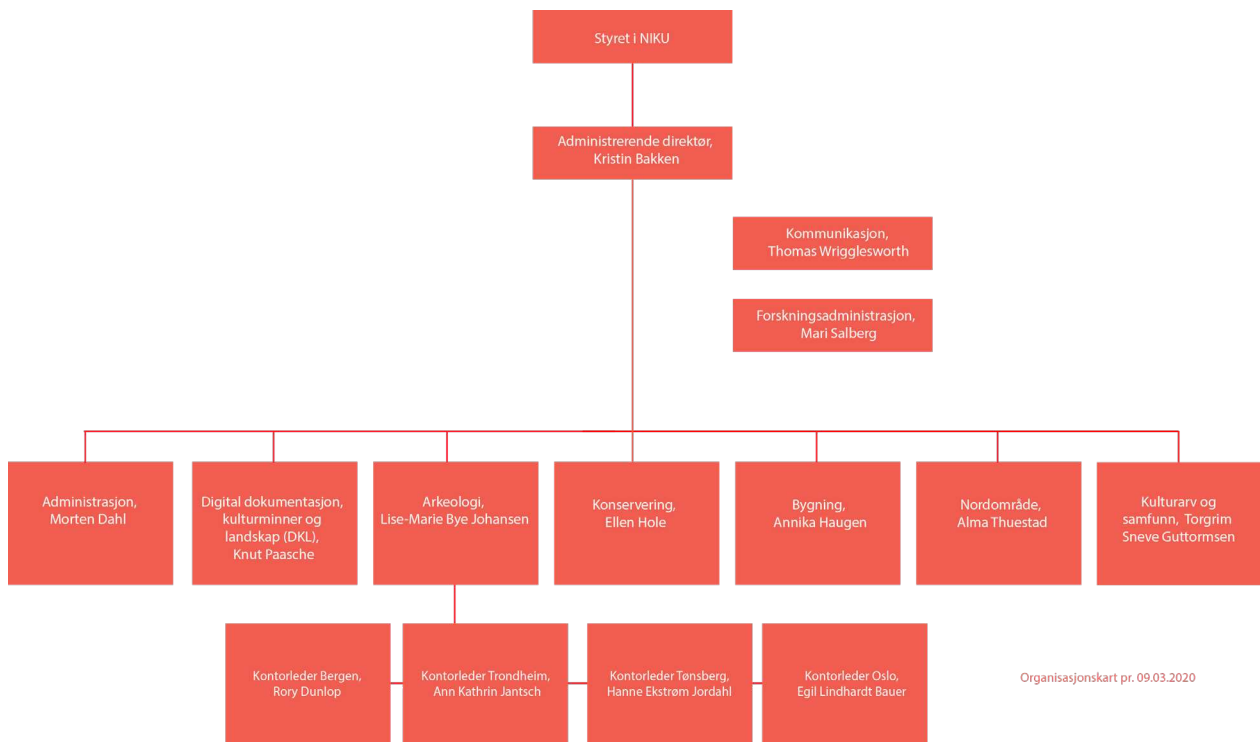 Styret i NIKU
Administrerende direktør,
Kristin Bakken
Kommunikasjon,
Thomas Wrigglesworth
Forskningsadministrasjon,
Mari Salberg
Administrasjon,
Morten Dahl
Digital dokumentasjon,
kulturminner og
landskap (DKL),
Knut Paasche
Arkeologi,
Lise-Marie Bye Johansen
Konservering,
Ellen Hole
Bygning,
Annika Haugen
Nordområde,
Alma Thuestad
Kulturarv og
samfunn, Torgrim
Sneve Guttormsen
Kontorleder Bergen,
Rory Dunlop
Kontorleder Trondheim,
Ann Kathrin Jantsch
Kontorleder Tønsberg,
Hanne Ekstrøm Jordahl
Kontorleder Oslo,
Egil Lindhardt Bauer
Organisasjonskart pr. 09.03.2020